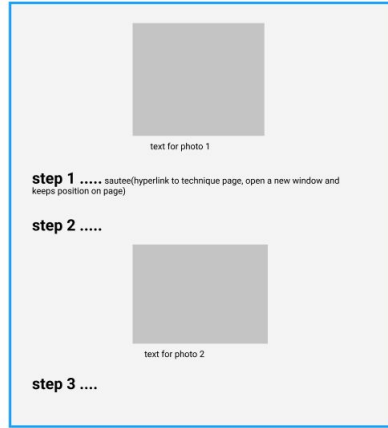 text for photo 1
step 1 ..... sautee(hyperlink to technique page, open a new window and
keeps position on page)
step 2 .....
text for photo 2
step 3 ....